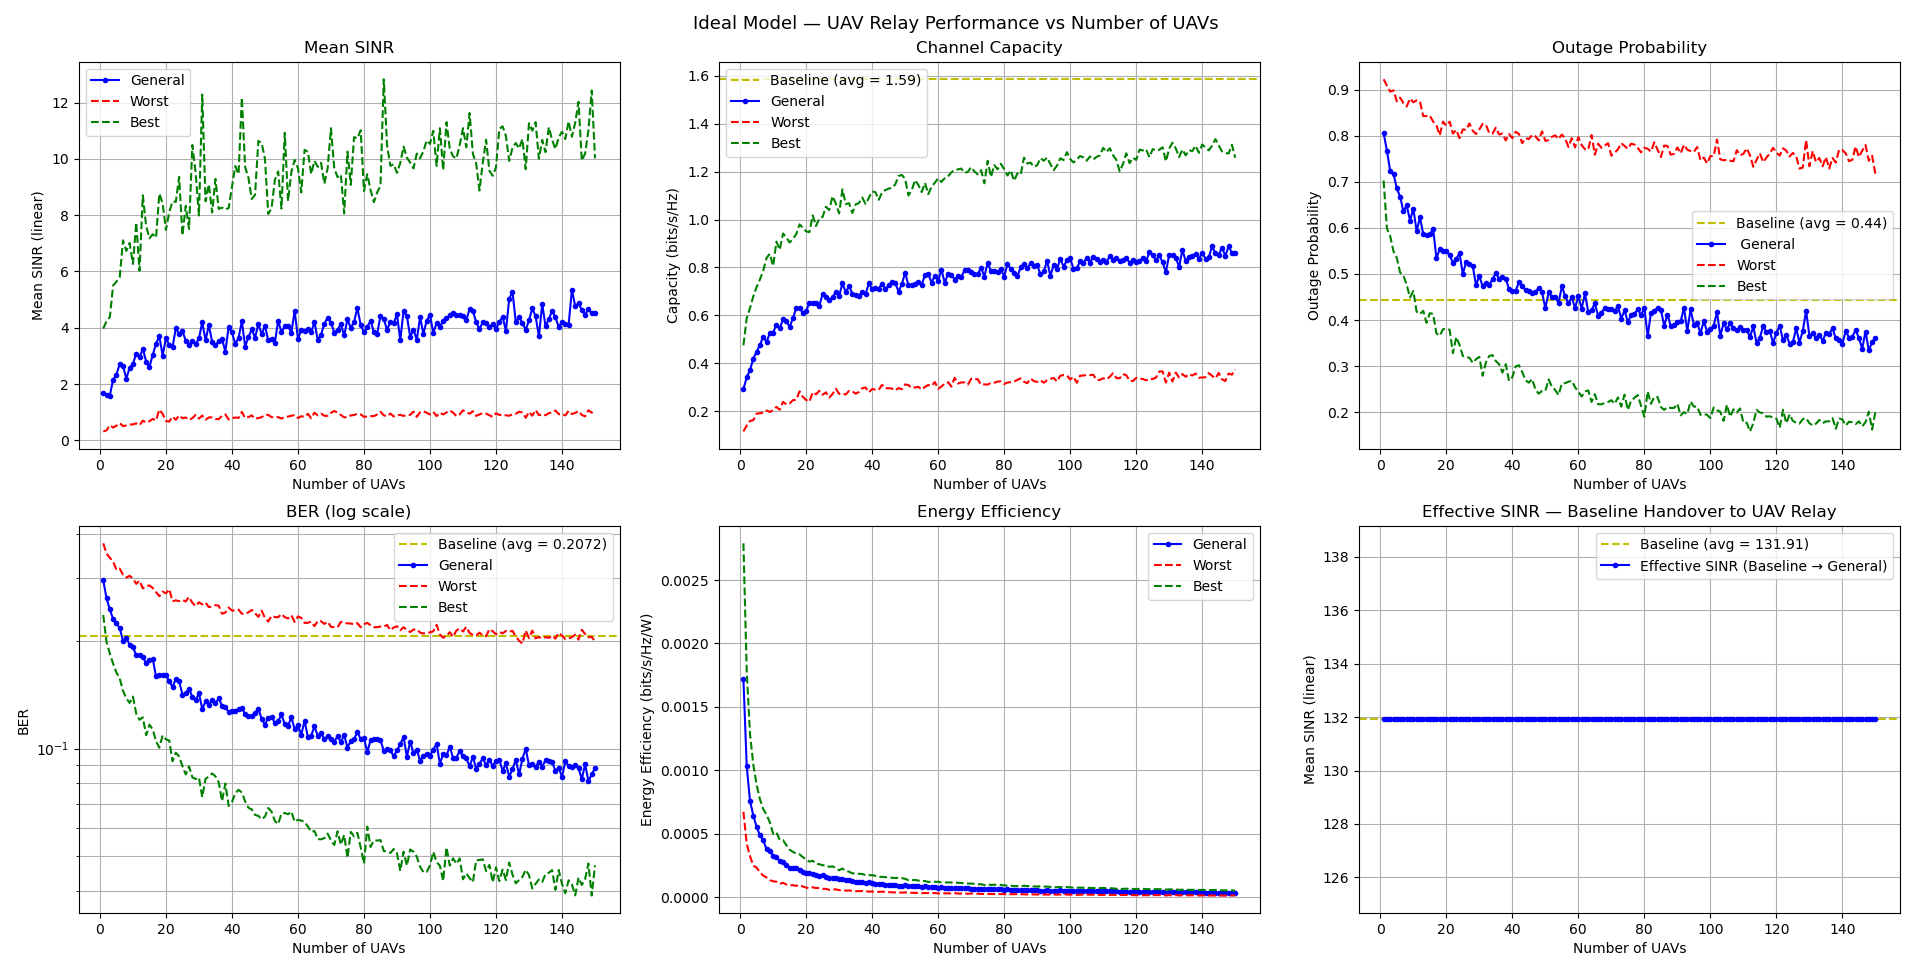 Ideal Model — UAV Relay Performance vs Number of UAVs
Mean SINR
Mean SINR (linear)
12
10
8
6
4
2
0
General
Worst
Best
0 20 40 60 80 100 120 140
Number of UAVs
Channel Capacity
Capacity (bits/s/Hz)
1.6
1.4
1.2
1.0
0.8
0.6
0.4
0.2
Baseline (avg = 1.59)
General
Worst
Best
0 20 40 60 80 100 120 140
Number of UAVs
Outage Probability
Outage Probability
0.9
0.8
0.7
0.6
0.5
0.4
0.3
0.2
Baseline (avg = 0.44)
General
Worst
Best
0 20 40 60 80 100 120 140
Number of UAVs
BER (log scale)
BER
10⁻¹
Baseline (avg = 0.2072)
General
Worst
Best
0 20 40 60 80 100 120 140
Number of UAVs
Energy Efficiency
Energy Efficiency (bits/s/Hz/W)
0.0025
0.0020
0.0015
0.0010
0.0005
0.0000
General
Worst
Best
0 20 40 60 80 100 120 140
Number of UAVs
Effective SINR — Baseline Handover to UAV Relay
Mean SINR (linear)
138
136
134
132
130
128
126
Baseline (avg = 131.91)
Effective SINR (Baseline → General)
0 20 40 60 80 100 120 140
Number of UAVs